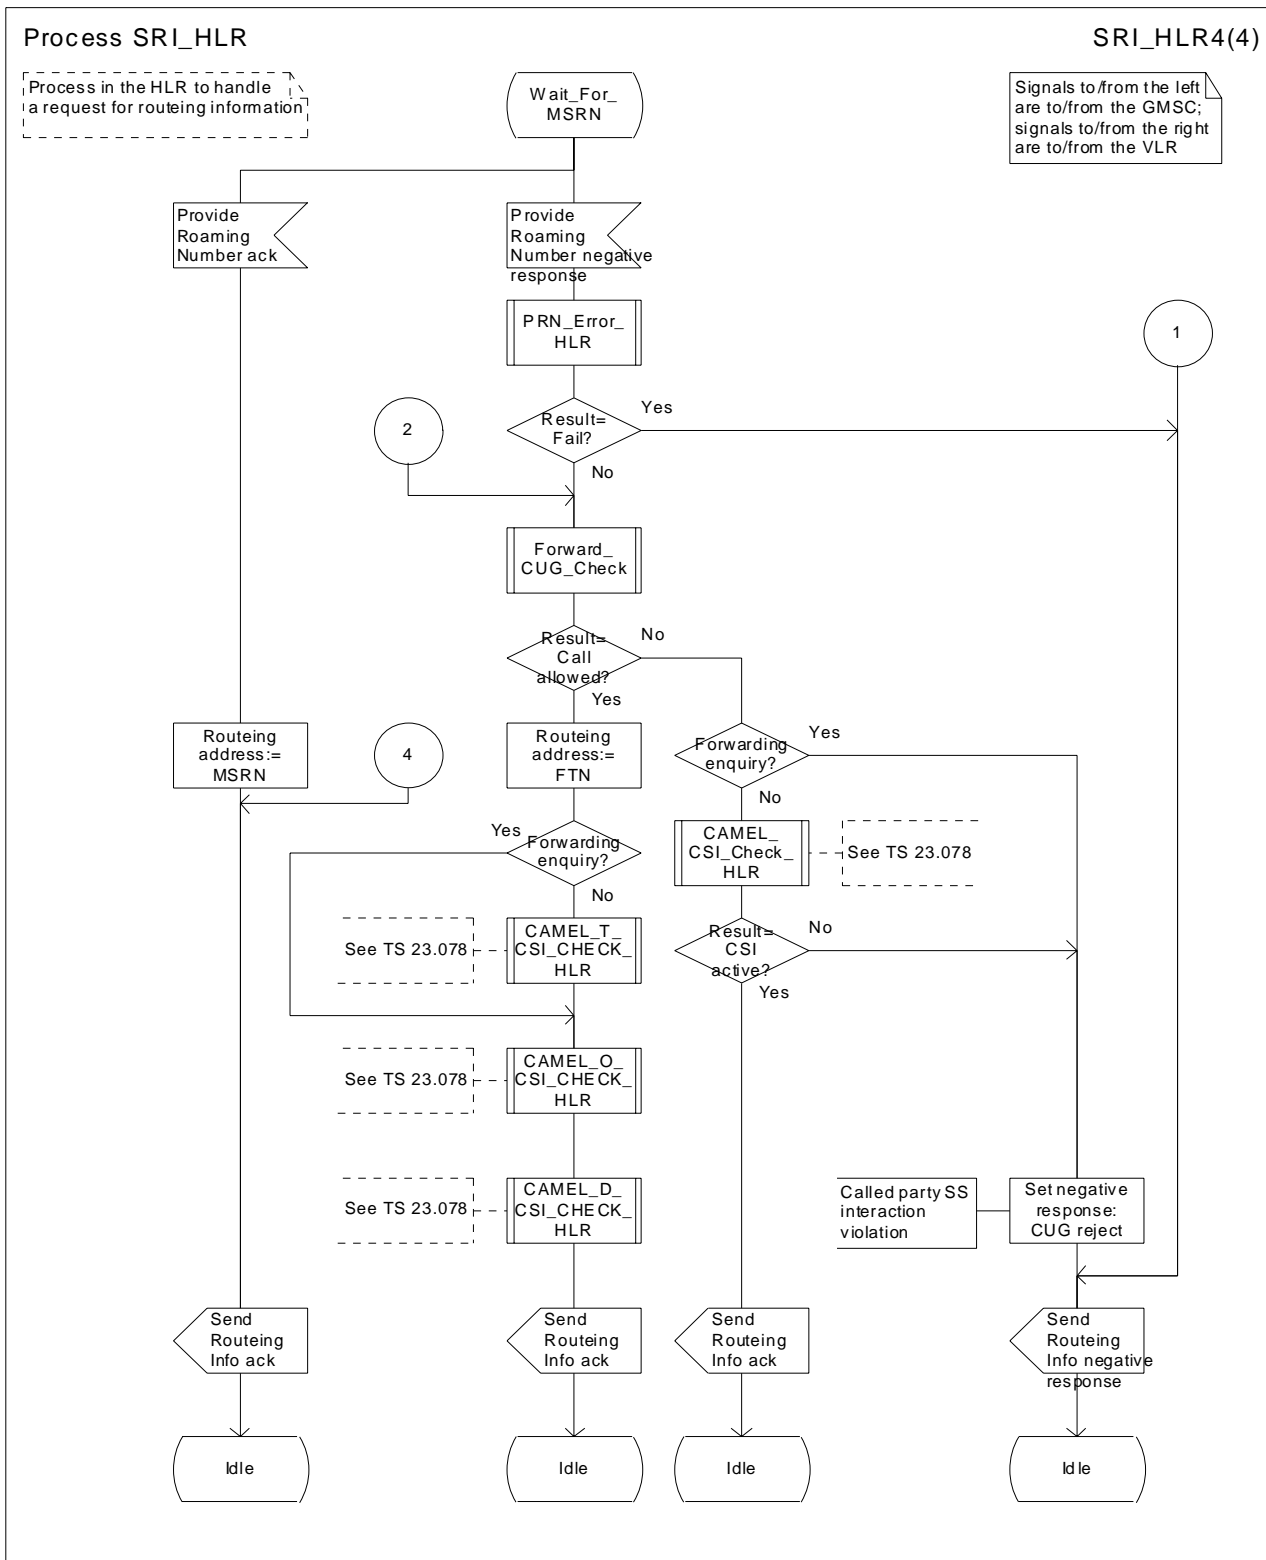 Process SRI_HLR
SRI_HLR4(4)
Process in the HLR to handle
a request for routeing information
Wait_For_
MSRN
Signals to/from the left
are to/from the GMSC;
signals to/from the right
are to/from the VLR
Provide
Roaming
Number ack
Provide
Roaming
Number negative
response
PRN_Error_
HLR
1
2
Result=
Fail?
Yes
No
Forward_
CUG_Check
Result=
Call
allowed?
No
Yes
Routeing
address:=
MSRN
4
Routeing
address:=
FTN
Forwarding
enquiry?
Yes
No
Yes
Forwarding
enquiry?
No
CAMEL_
CSI_Check_
HLR
See TS 23.078
See TS 23.078
CAMEL_T_
CSI_CHECK_
HLR
Result=
CSI
active?
No
Yes
See TS 23.078
CAMEL_O_
CSI_CHECK_
HLR
See TS 23.078
CAMEL_D_
CSI_CHECK_
HLR
Called party SS
interaction
violation
Set negative
response:
CUG reject
Send
Routeing
Info ack
Send
Routeing
Info ack
Send
Routeing
Info ack
Send
Routeing
Info negative
response
Idle
Idle
Idle
Idle